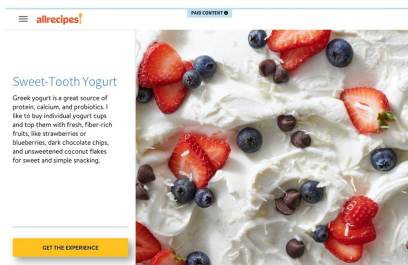 PAID CONTENT
allrecipes
Sweet-Tooth Yogurt
Greek yogurt is a great source of
protein, calcium, and probiotics. I
like to buy individual yogurt cups
and top them with fresh, fiber-rich
fruits, like strawberries or
blueberries, dark chocolate chips,
and unsweetened coconut flakes
for sweet and simple snacking.
GET THE EXPERIENCE